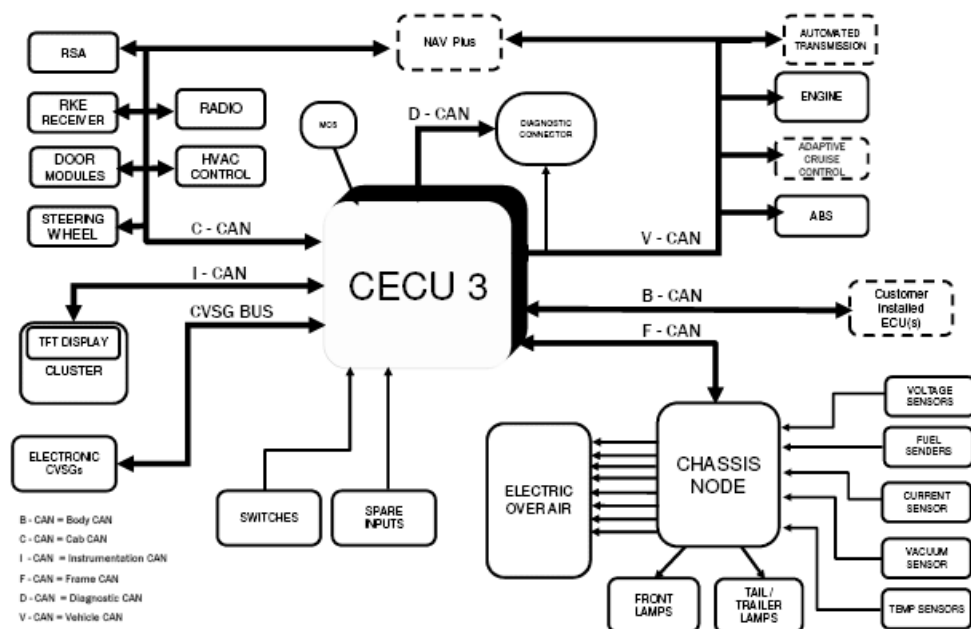 RSA
NAV Plus
AUTOMATED
TRANSMISSION
RKE
RECEIVER
RADIO
MCS
D - CAN
DIAGNOSTIC
CONNECTOR
ENGINE
DOOR
MODULES
HVAC
CONTROL
ADAPTIVE
CRUISE
CONTROL
STEERING
WHEEL
C - CAN
V - CAN
ABS
I - CAN
CECU 3
B - CAN
Customer
Installed
ECU(s)
CVSG BUS
F - CAN
TFT DISPLAY
CLUSTER
VOLTAGE
SENSORS
FUEL
SENDERS
ELECTRONIC
CVSGs
ELECTRIC
OVER AIR
CHASSIS
NODE
CURRENT
SENSOR
SWITCHES
SPARE
INPUTS
VACUUM
SENSOR
FRONT
LAMPS
TAIL /
TRAILER
LAMPS
TEMP SENSORS
B - CAN = Body CAN
C - CAN = Cab CAN
I - CAN = Instrumentation CAN
F - CAN = Frame CAN
D - CAN = Diagnostic CAN
V - CAN = Vehicle CAN